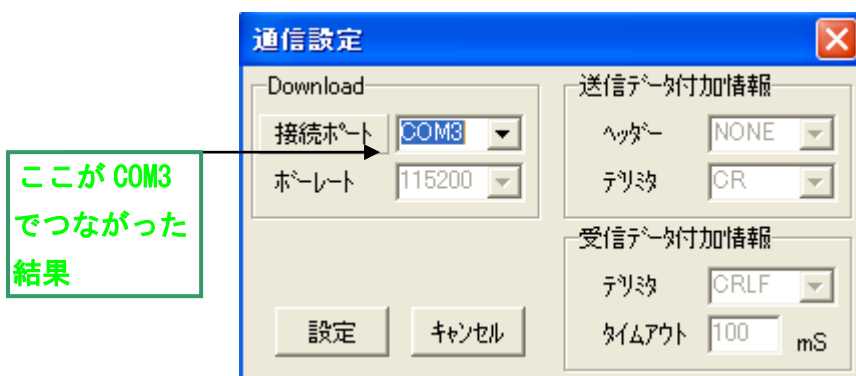 通信設定
Download
接続ポート COM3
ボーレート 115200
ここが COM3
でつながった
結果
設定 キャンセル
送信データ付加情報
ヘッダー NONE
デリミタ CR
受信データ付加情報
デリミタ CRLF
タイムアウト 100 mS